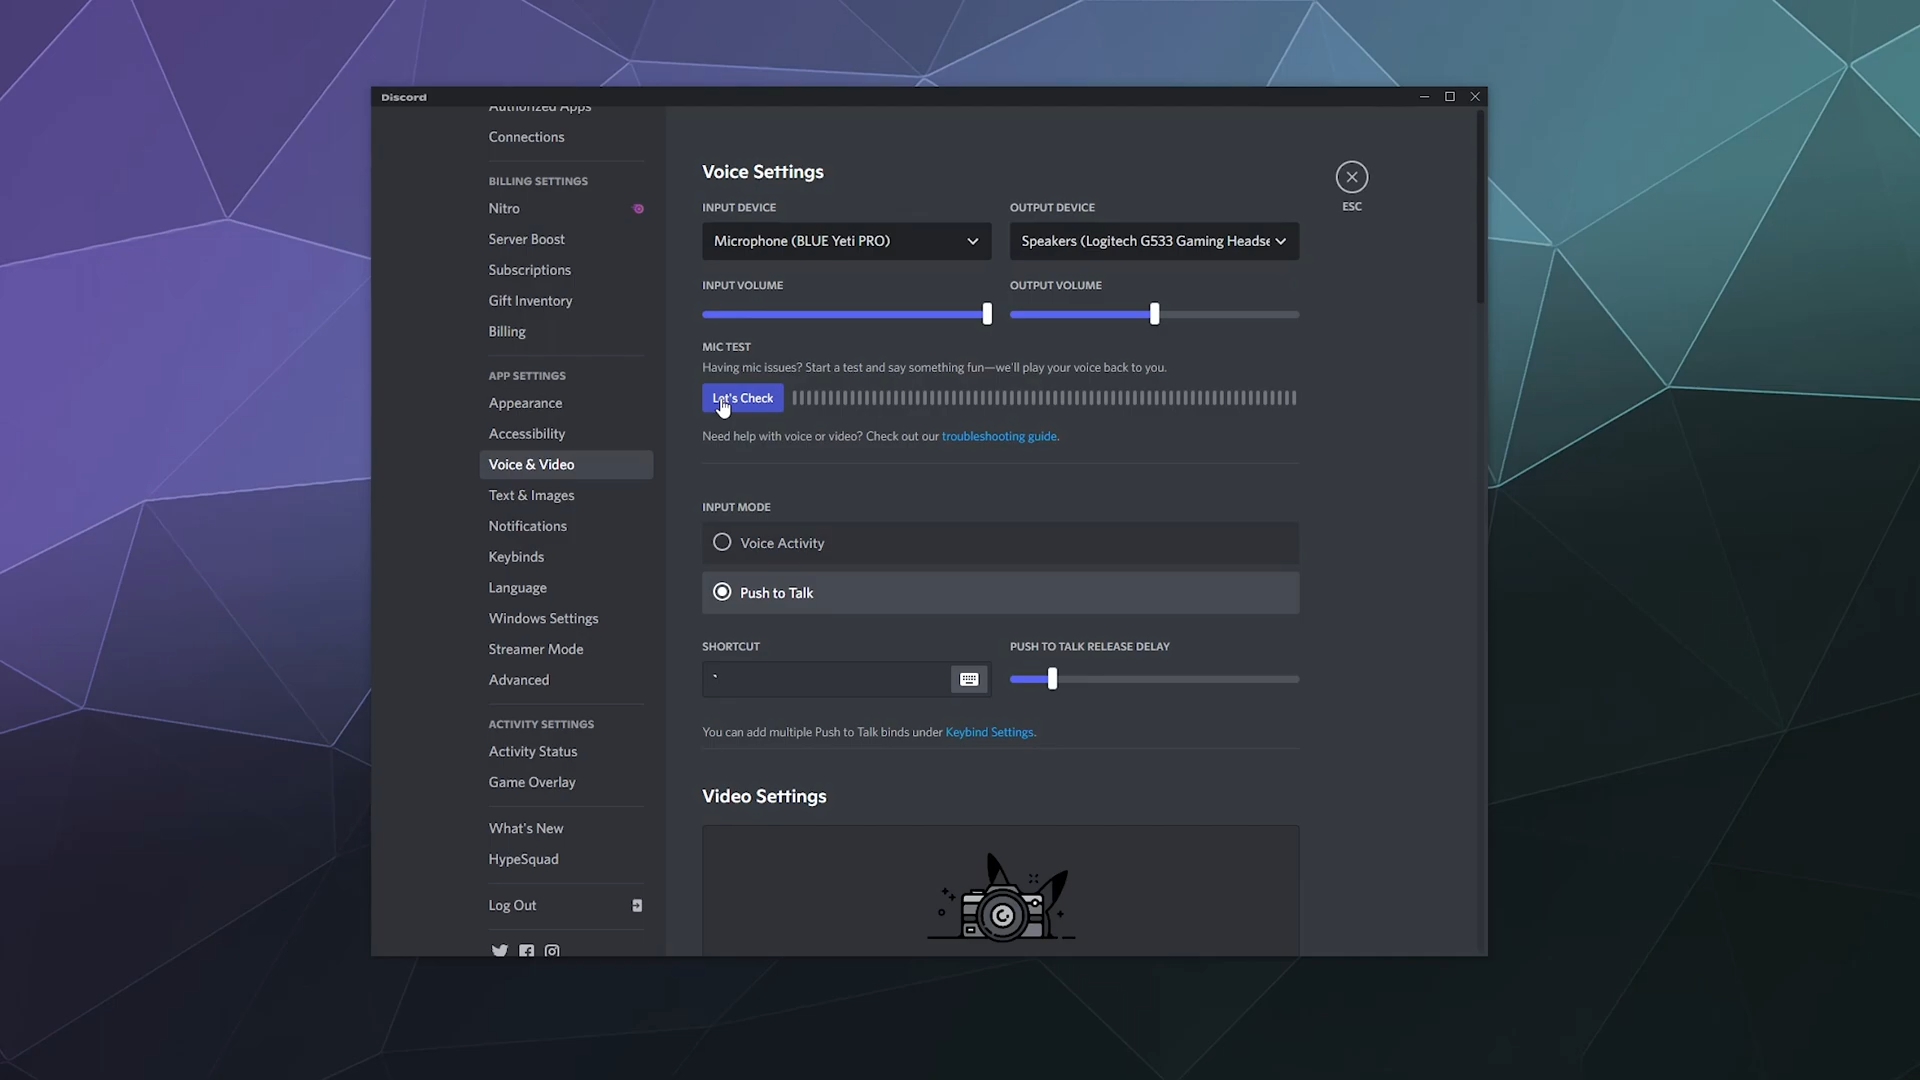 Discord
Authorized Apps
Connections
BILLING SETTINGS
Nitro
Server Boost
Subscriptions
Gift Inventory
Billing
APP SETTINGS
Appearance
Accessibility
Voice & Video
Text & Images
Notifications
Keybinds
Language
Windows Settings
Streamer Mode
Advanced
ACTIVITY SETTINGS
Activity Status
Game Overlay
What's New
HypeSquad
Log Out
Voice Settings
ESC
INPUT DEVICE
OUTPUT DEVICE
Microphone (BLUE Yeti PRO)
Speakers (Logitech G533 Gaming Headse
INPUT VOLUME
OUTPUT VOLUME
MIC TEST
Having mic issues? Start a test and say something fun—we'll play your voice back to you.
Let's Check
Need help with voice or video? Check out our troubleshooting guide.
INPUT MODE
Voice Activity
Push to Talk
SHORTCUT
PUSH TO TALK RELEASE DELAY
`
You can add multiple Push to Talk binds under Keybind Settings.
Video Settings